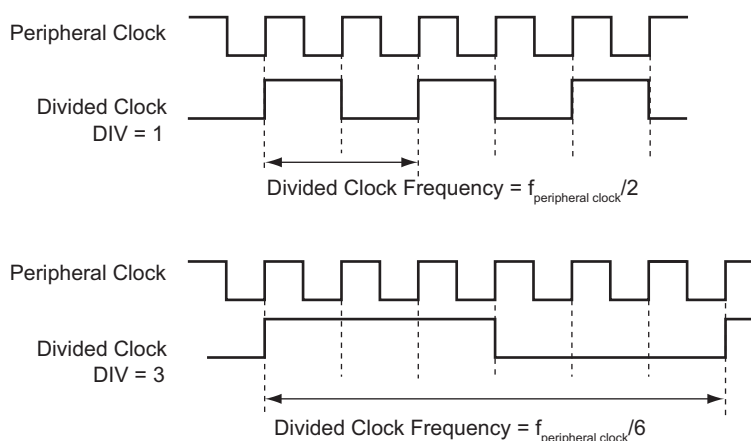 Peripheral Clock
Divided Clock
DIV = 1
Divided Clock Frequency = fperipheral clock/2
Peripheral Clock
Divided Clock
DIV = 3
Divided Clock Frequency = fperipheral clock/6